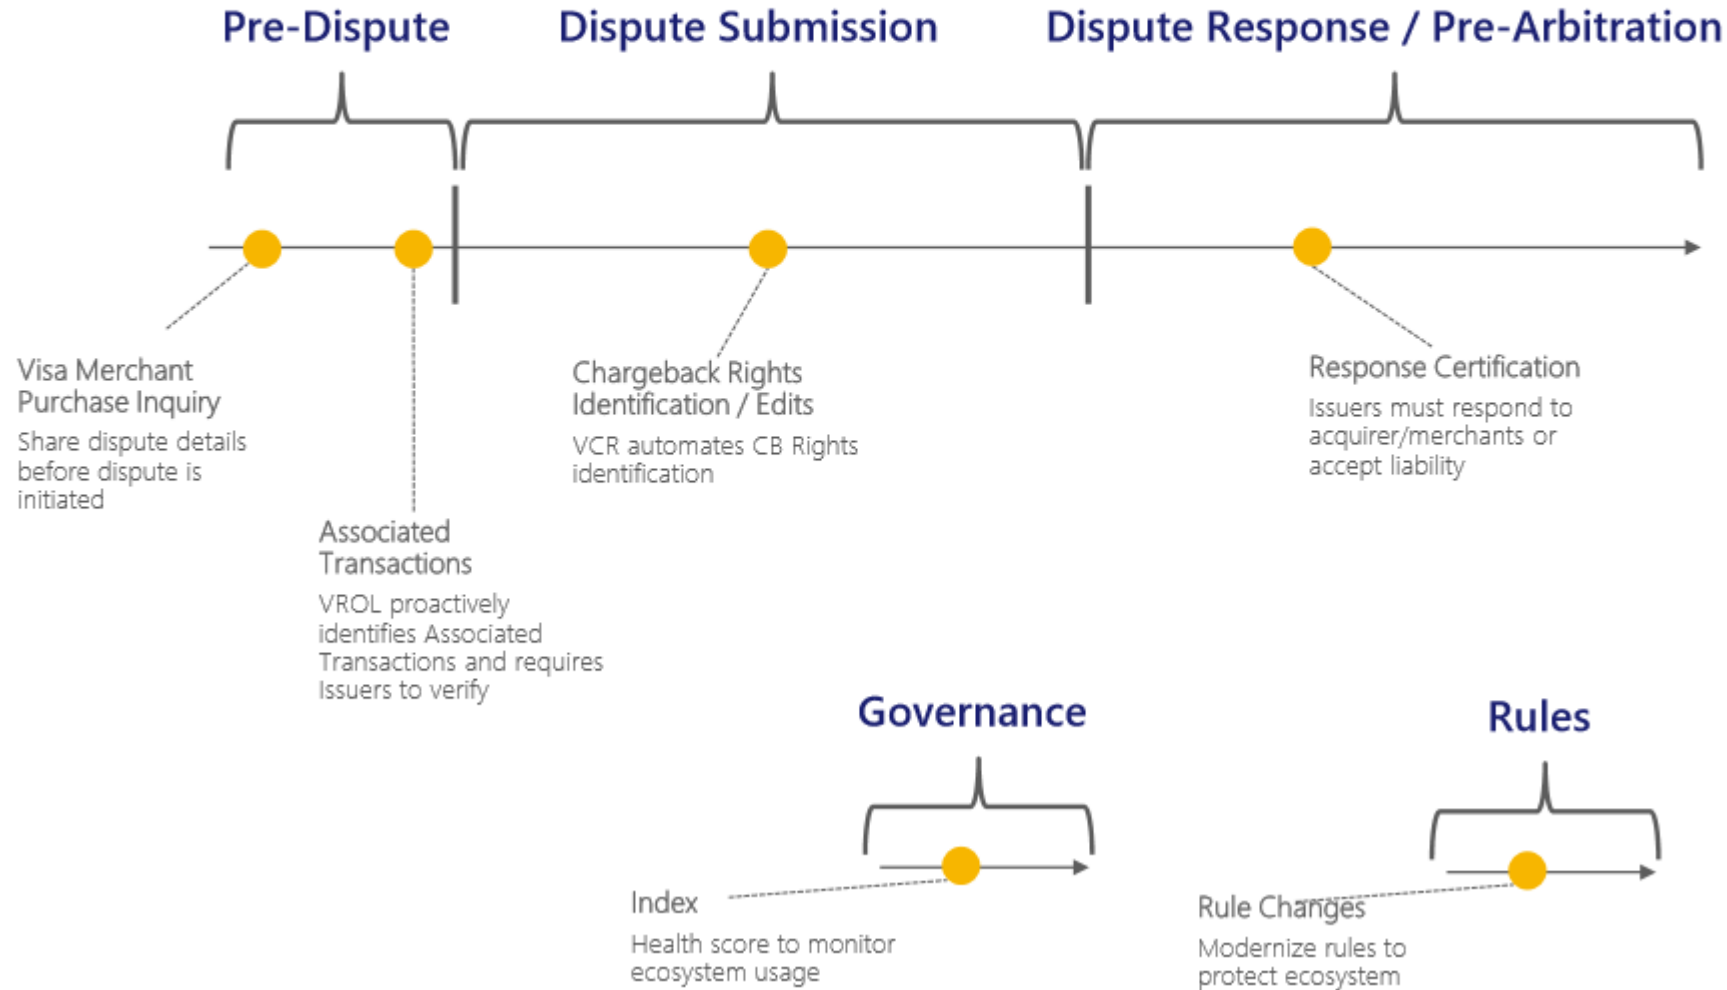 Pre-Dispute
Dispute Submission
Dispute Response / Pre-Arbitration
Visa Merchant
Purchase Inquiry
Share dispute details
before dispute is
initiated
Associated
Transactions
VROL proactively
identifies Associated
Transactions and requires
Issuers to verify
Chargeback Rights
Identification / Edits
VCR automates CB Rights
identification
Response Certification
Issuers must respond to
acquirer/merchants or
accept liability
Governance
Index
Health score to monitor
ecosystem usage
Rules
Rule Changes
Modernize rules to
protect ecosystem